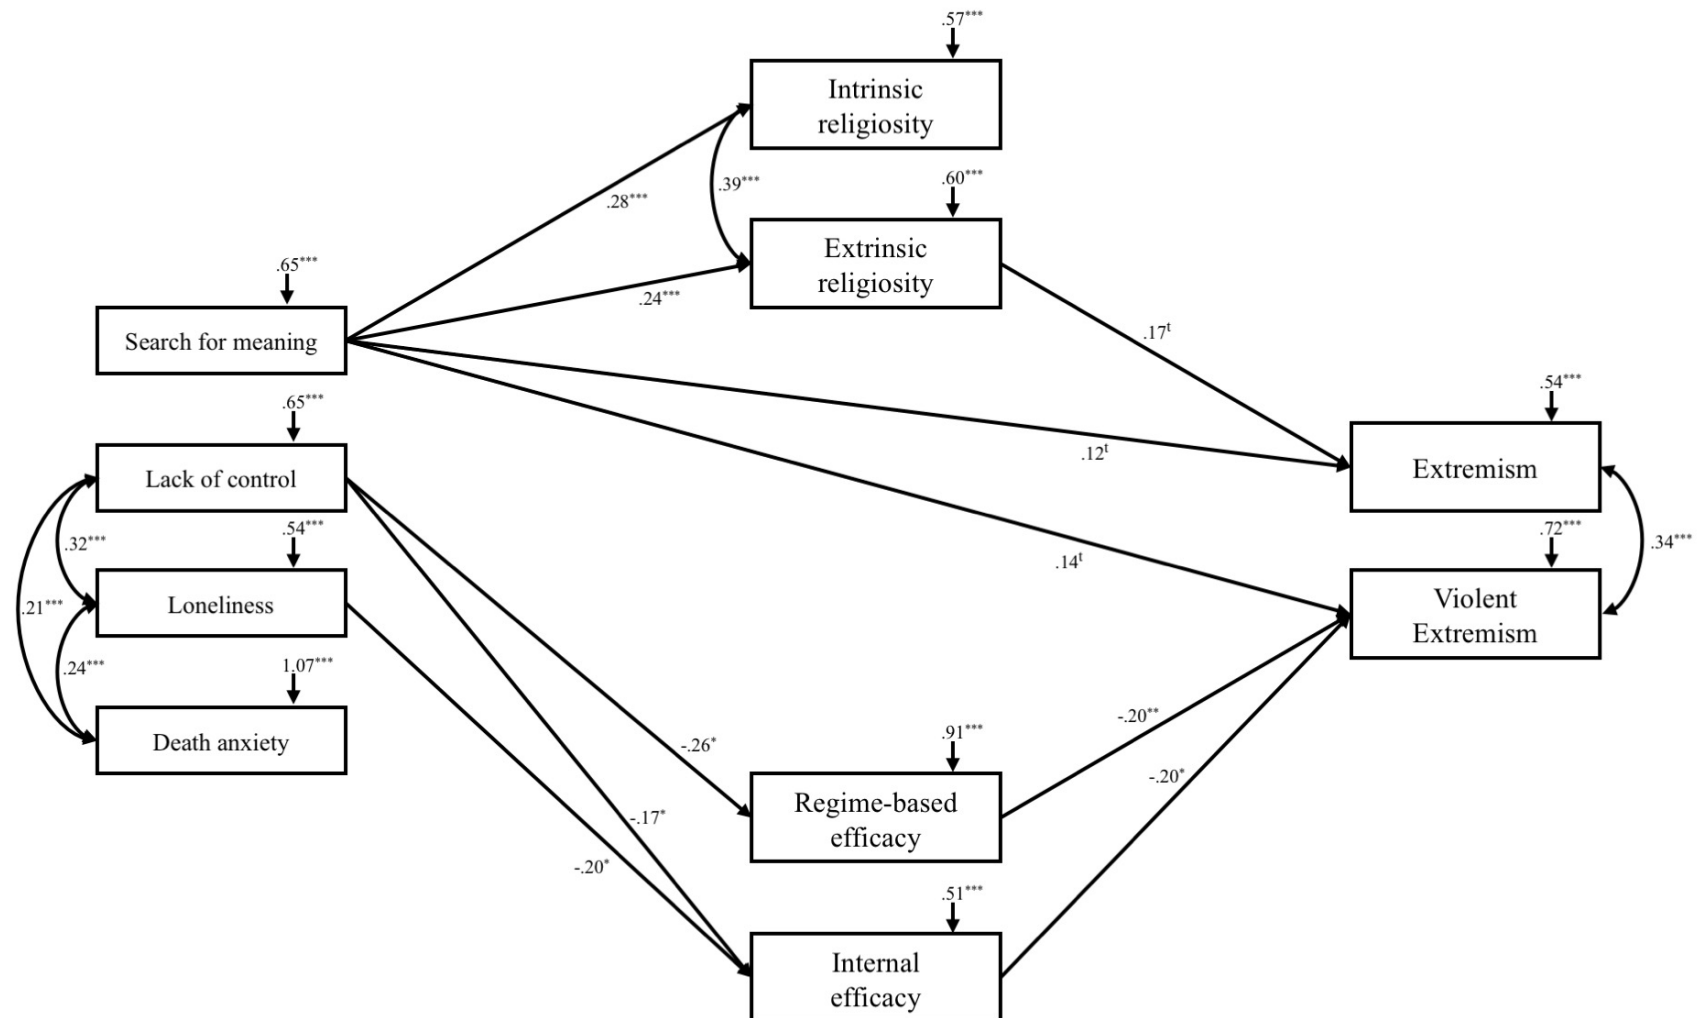 .57***
Intrinsic
religiosity
.39***
.28***
.60***
Extrinsic
religiosity
.65***
.24***
Search for meaning
.17ᵗ
.65***
.54***
.12ᵗ
Lack of control
Extremism
.32***
.54***
.72***
.34***
.14ᵗ
.21***
Loneliness
Violent
Extremism
.24***
1.07***
Death anxiety
-.20**
.91***
-.26*
-.20*
Regime-based
efficacy
-.17*
-.20*
.51***
Internal
efficacy